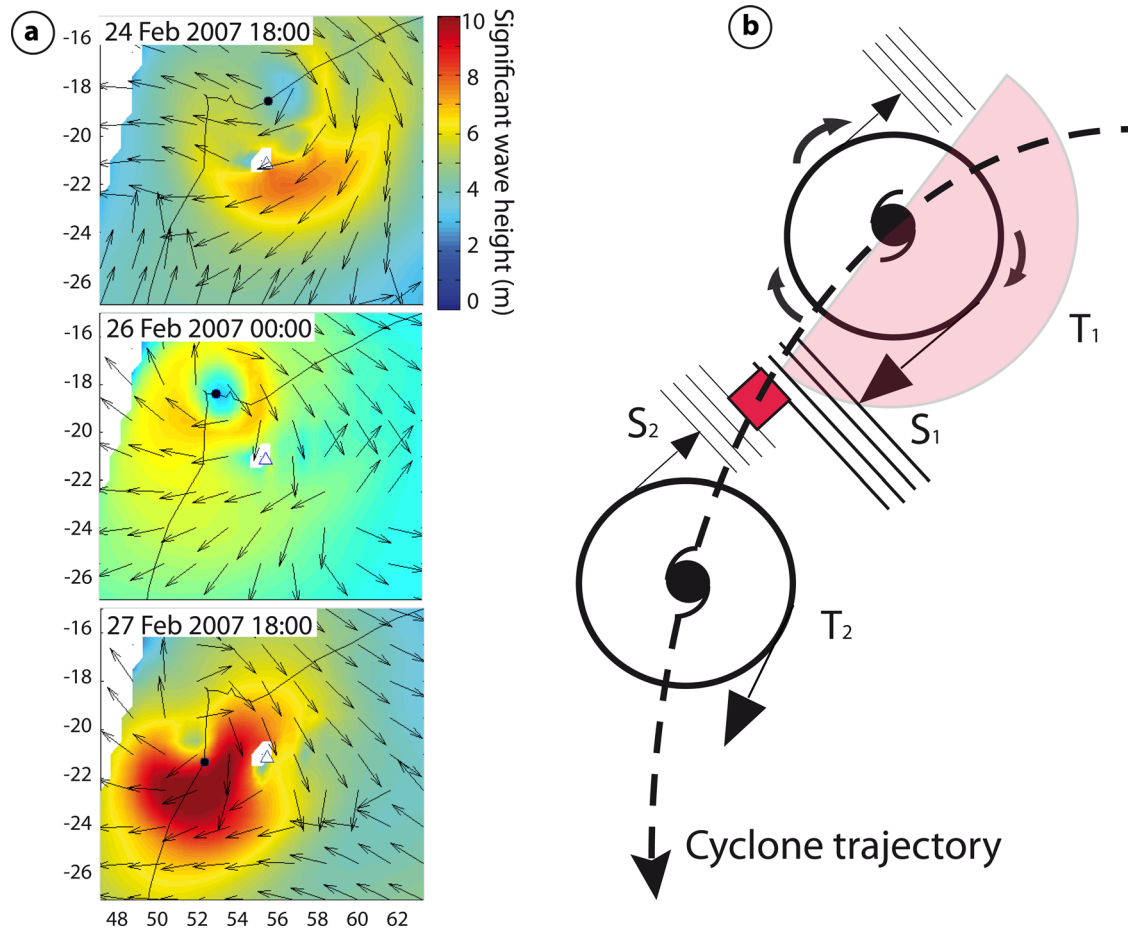 a
24 Feb 2007 18:00
-16
-18
-20
-22
-24
-26
10
8
6
4
2
0
Significant wave height (m)
26 Feb 2007 00:00
-16
-18
-20
-22
-24
-26
27 Feb 2007 18:00
-16
-18
-20
-22
-24
-26
48 50 52 54 56 58 60 62
b
T1
S1
S2
T2
Cyclone trajectory